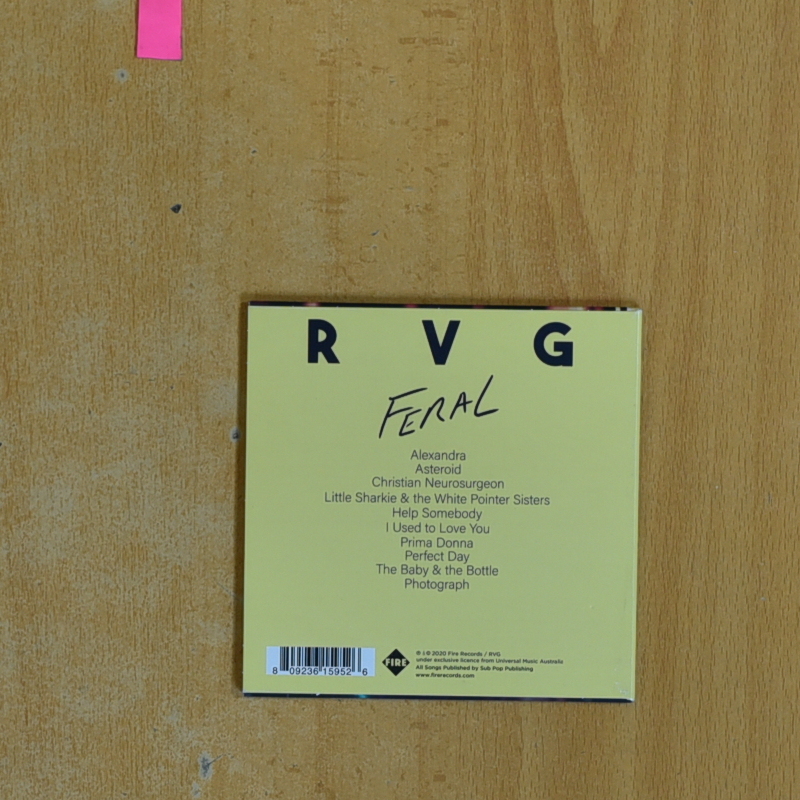 R V G
FERAL
Alexandra
Asteroid
Christian Neurosurgeon
Little Sharkie & the White Pointer Sisters
Help Somebody
I Used to Love You
Prima Donna
Perfect Day
The Baby & the Bottle
Photograph
8 09236 15952 6
FIRE
℗ & © 2020 Fire Records / RVG
under exclusive licence from Universal Music Australia
All Songs Published by Sub Pop Publishing
www.firerecords.com